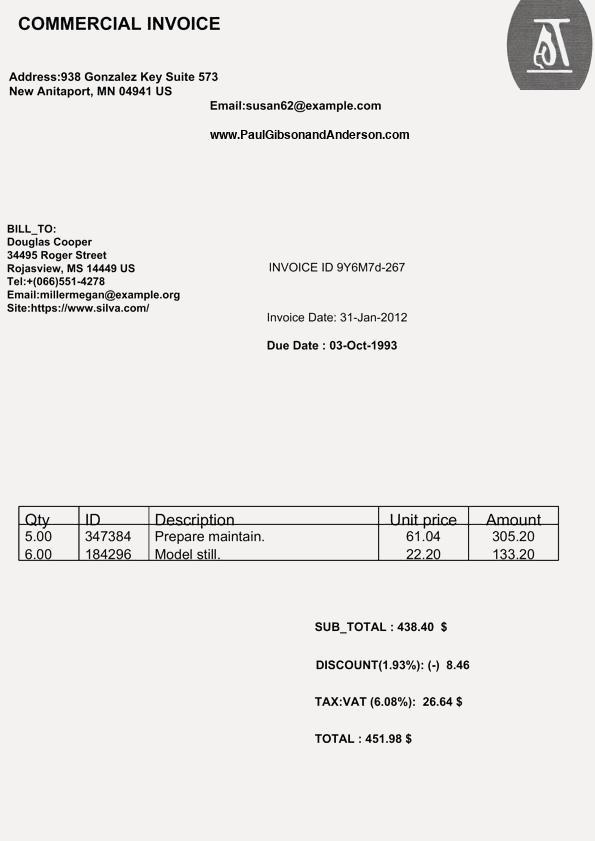 COMMERCIAL INVOICE
Address:938 Gonzalez Key Suite 573
New Anitaport, MN 04941 US
Email:susan62@example.com
www.PaulGibsonandAnderson.com
BILL_TO:
Douglas Cooper
34495 Roger Street
Rojasview, MS 14449 US
Tel:+(066)551-4278
Email:millermegan@example.org
Site:https://www.silva.com/
INVOICE ID 9Y6M7d-267
Invoice Date: 31-Jan-2012
Due Date : 03-Oct-1993
Qty ID Description Unit price Amount
5.00 347384 Prepare maintain. 61.04 305.20
6.00 184296 Model still. 22.20 133.20
SUB_TOTAL : 438.40 $
DISCOUNT(1.93%): (-) 8.46
TAX:VAT (6.08%): 26.64 $
TOTAL : 451.98 $